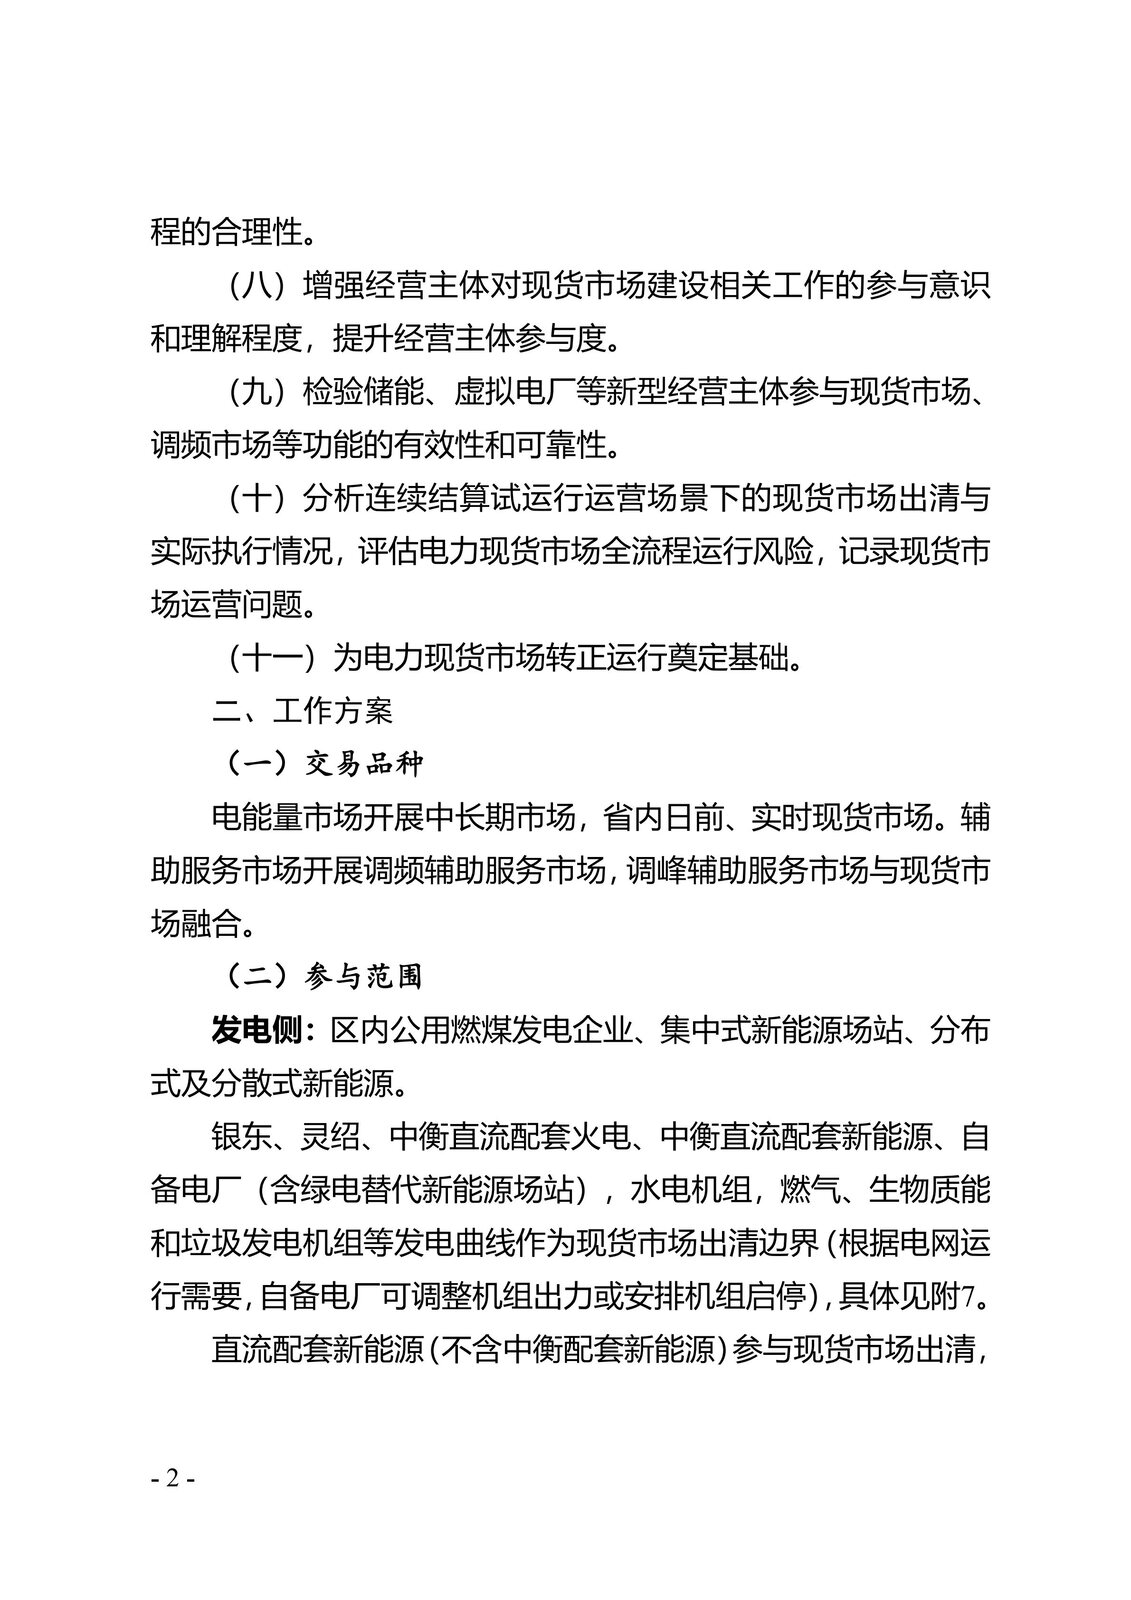 程的合理性。
（八）增强经营主体对现货市场建设相关工作的参与意识
和理解程度，提升经营主体参与度。
（九）检验储能、虚拟电厂等新型经营主体参与现货市场、
调频市场等功能的有效性和可靠性。
（十）分析连续结算试运行运营场景下的现货市场出清与
实际执行情况，评估电力现货市场全流程运行风险，记录现货市
场运营问题。
（十一）为电力现货市场转正运行奠定基础。
二、工作方案
（一）交易品种
电能量市场开展中长期市场，省内日前、实时现货市场。辅
助服务市场开展调频辅助服务市场，调峰辅助服务市场与现货市
场融合。
（二）参与范围
发电侧：区内公用燃煤发电企业、集中式新能源场站、分布
式及分散式新能源。
银东、灵绍、中衡直流配套火电、中衡直流配套新能源、自
备电厂（含绿电替代新能源场站），水电机组，燃气、生物质能
和垃圾发电机组等发电曲线作为现货市场出清边界（根据电网运
行需要，自备电厂可调整机组出力或安排机组启停），具体见附7。
直流配套新能源（不含中衡配套新能源）参与现货市场出清，
- 2 -